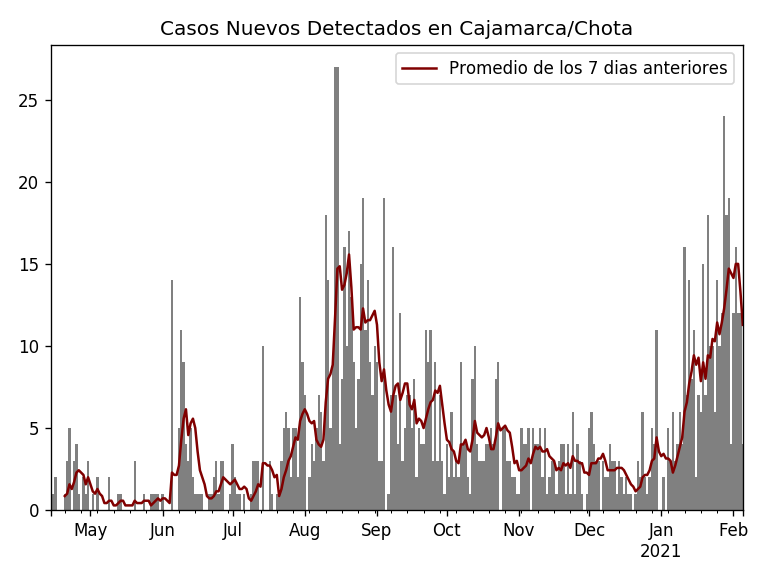 Casos Nuevos Detectados en Cajamarca/Chota
Promedio de los 7 dias anteriores
25
20
15
10
5
0
May Jun Jul Aug Sep Oct Nov Dec Jan Feb
2021